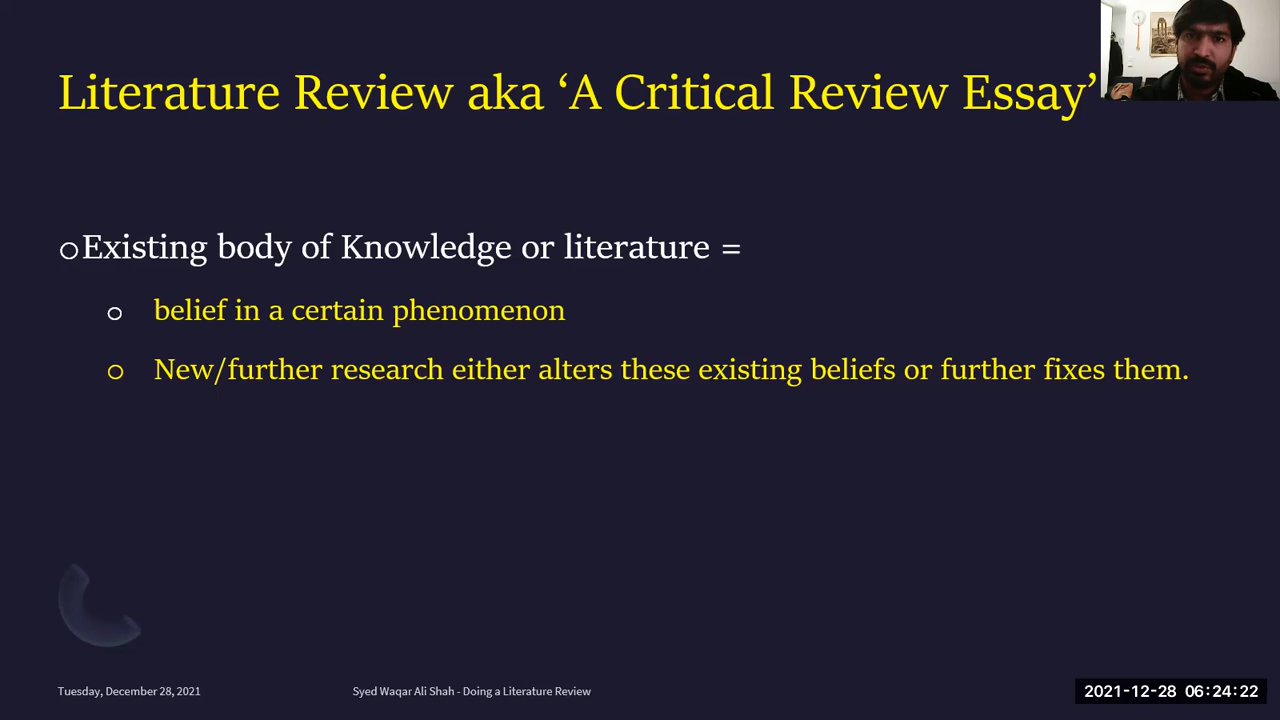 Literature Review aka ‘A Critical Review Essay’
Existing body of Knowledge or literature =
belief in a certain phenomenon
New/further research either alters these existing beliefs or further fixes them.
Tuesday, December 28, 2021
Syed Waqar Ali Shah - Doing a Literature Review
2021-12-28 06:24:22